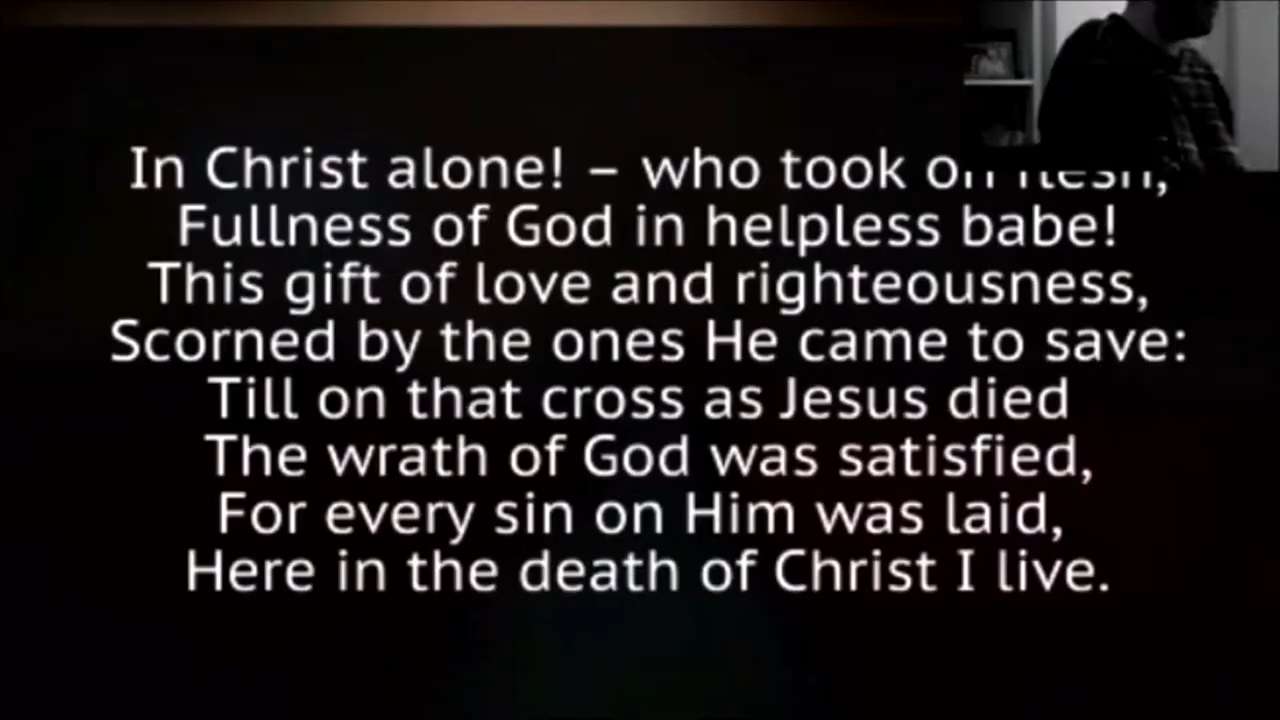 In Christ alone! – who took on flesh,
Fullness of God in helpless babe!
This gift of love and righteousness,
Scorned by the ones He came to save:
Till on that cross as Jesus died
The wrath of God was satisfied,
For every sin on Him was laid,
Here in the death of Christ I live.